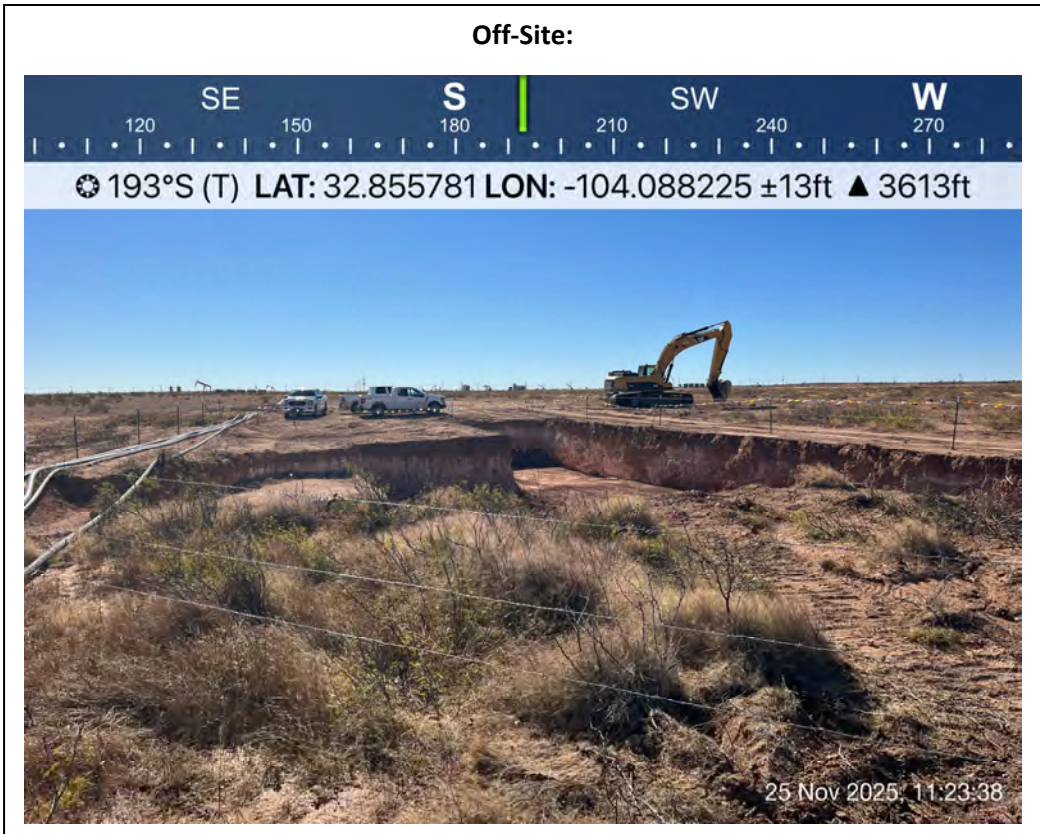 Off-Site:
SE S SW W
120 150 180 210 240 270
193°S (T) LAT: 32.855781 LON: -104.088225 ±13ft ▲ 3613ft
25 Nov 2025, 11:23:38